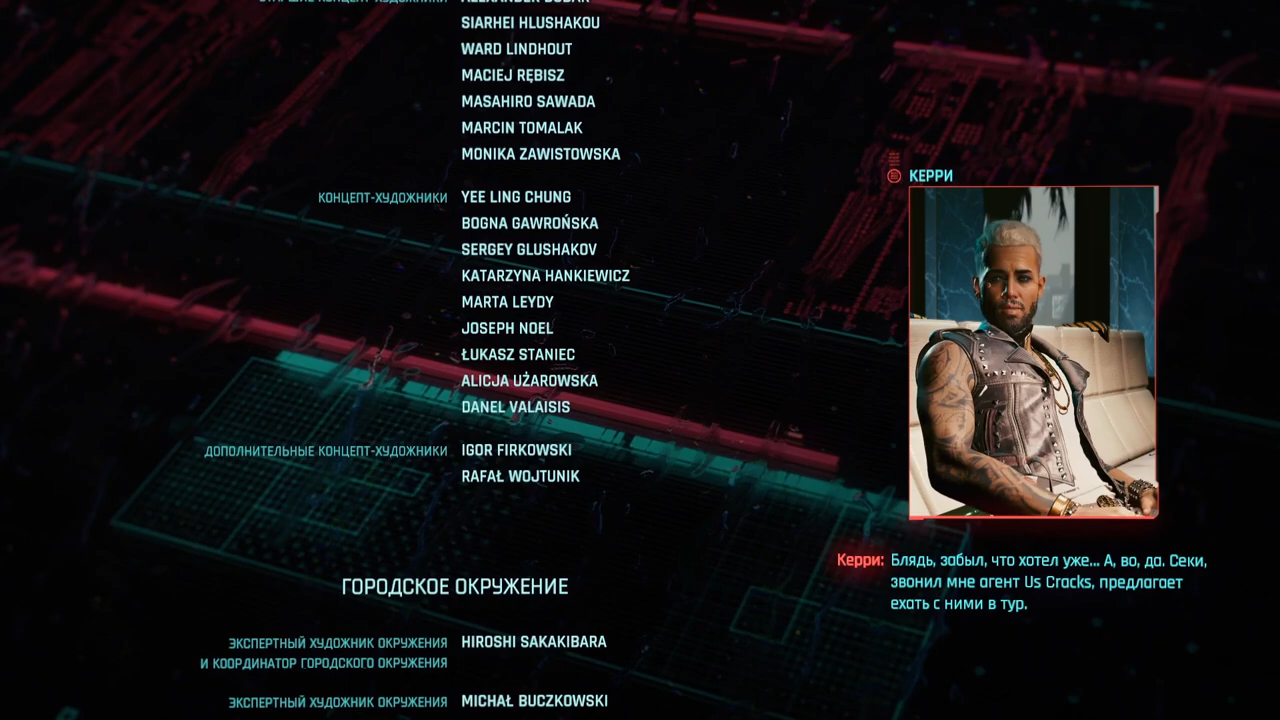 SIARHEI HLUSHAKOU
WARD LINDHOUT
MACIEJ RĘBISZ
MASAHIRO SAWADA
MARCIN TOMALAK
MONIKA ZAWISTOWSKA
КОНЦЕПТ-ХУДОЖНИКИ YEE LING CHUNG
BOGNA GAWROŃSKA
SERGEY GLUSHAKOV
KATARZYNA HANKIEWICZ
MARTA LEYDY
JOSEPH NOEL
ŁUKASZ STANIEC
ALICJA UŻAROWSKA
DANEL VALAISIS
ДОПОЛНИТЕЛЬНЫЕ КОНЦЕПТ-ХУДОЖНИКИ IGOR FIRKOWSKI
RAFAŁ WOJTUNIK
ГОРОДСКОЕ ОКРУЖЕНИЕ
ЭКСПЕРТНЫЙ ХУДОЖНИК ОКРУЖЕНИЯ HIROSHI SAKAKIBARA
И КООРДИНАТОР ГОРОДСКОГО ОКРУЖЕНИЯ
ЭКСПЕРТНЫЙ ХУДОЖНИК ОКРУЖЕНИЯ MICHAŁ BUCZKOWSKI
КЕРРИ
Керри: Блядь, забыл, что хотел уже... А, во, да. Секи,
звонил мне агент Us Cracks, предлагает
ехать с ними в тур.